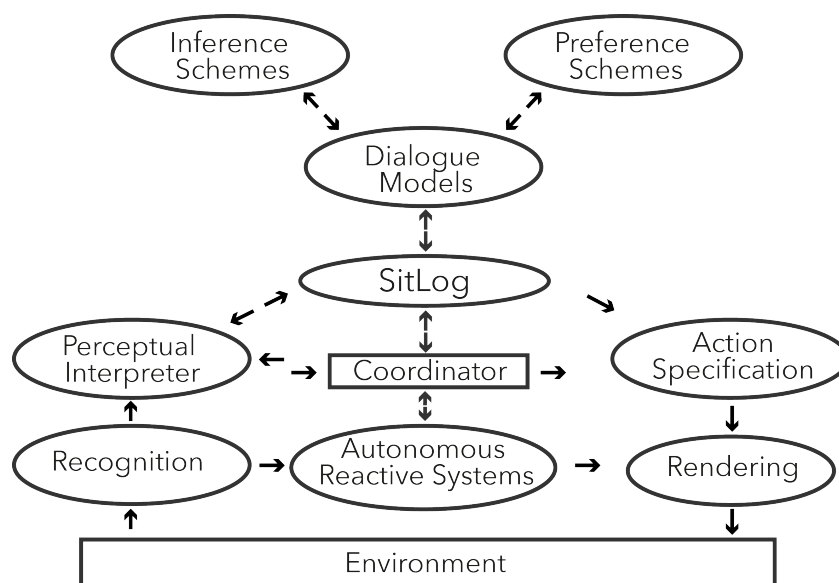 Inference
Schemes
Preference
Schemes
Dialogue
Models
SitLog
Perceptual
Interpreter
Coordinator
Action
Specification
Recognition
Autonomous
Reactive Systems
Rendering
Environment